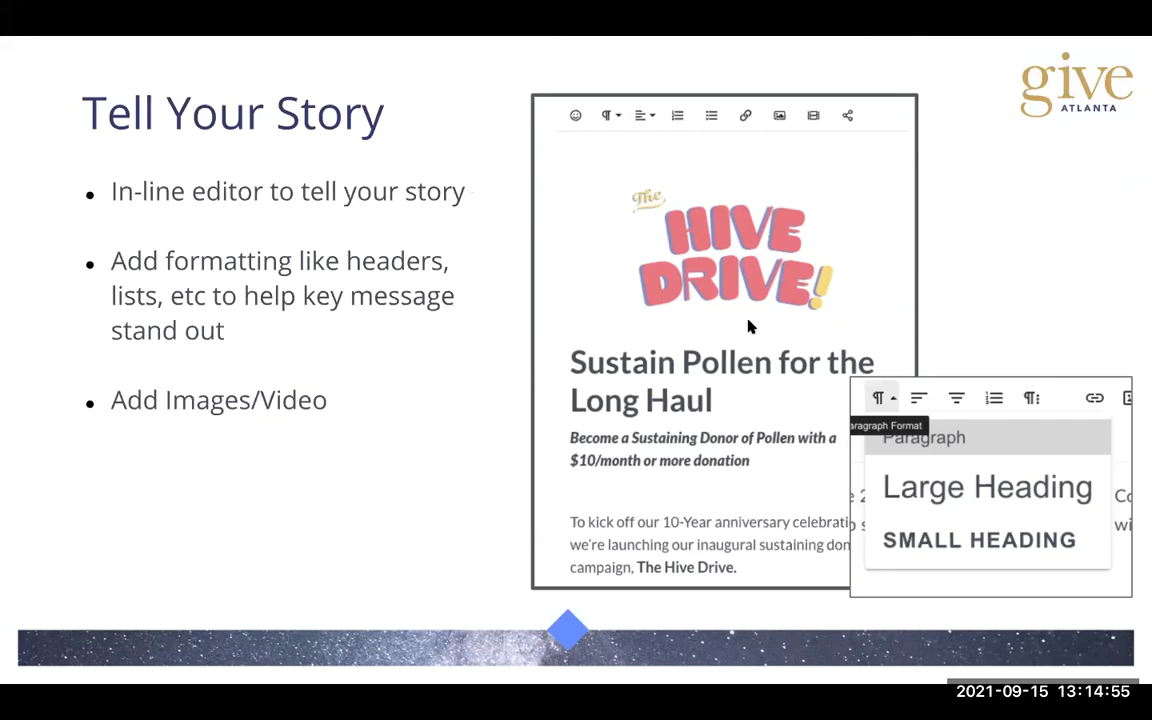 give
ATLANTA
Tell Your Story
In-line editor to tell your story
Add formatting like headers,
lists, etc to help key message
stand out
Add Images/Video
The
HIVE
DRIVE!
Sustain Pollen for the
Long Haul
Become a Sustaining Donor of Pollen with a
$10/month or more donation
To kick off our 10-Year anniversary celebrati
we're launching our inaugural sustaining don
campaign, The Hive Drive.
aragraph Format
Paragraph
Large Heading
SMALL HEADING
2021-09-15 13:14:55